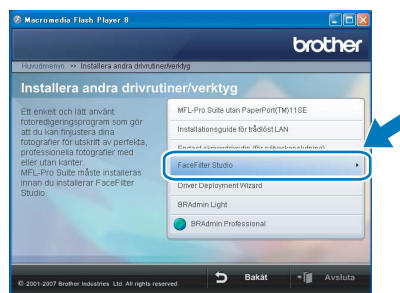 Macromedia Flash Player 8
brother
Huvudmenyn >> Installera andra drivrutiner/verktyg
Installera andra drivrutiner/verktyg
Ett enkelt och lätt använt
fotoredigeringsprogram som gör
att du kan finjustera dina
fotografier för utskrift av perfekta,
professionella fotografier med
eller utan kanter.
MFL-Pro Suite måste installeras
innan du installerar FaceFilter
Studio.
MFL-Pro Suite utan PaperPort(TM)11SE
Installationsguide för trådlöst LAN
Endast skrivardrivrutin (för nätverksanslutning)
FaceFilter Studio
Driver Deployment Wizard
BRAdmin Light
BRAdmin Professional
© 2001-2007 Brother Industries Ltd. All rights reserved
Bakåt
Avsluta